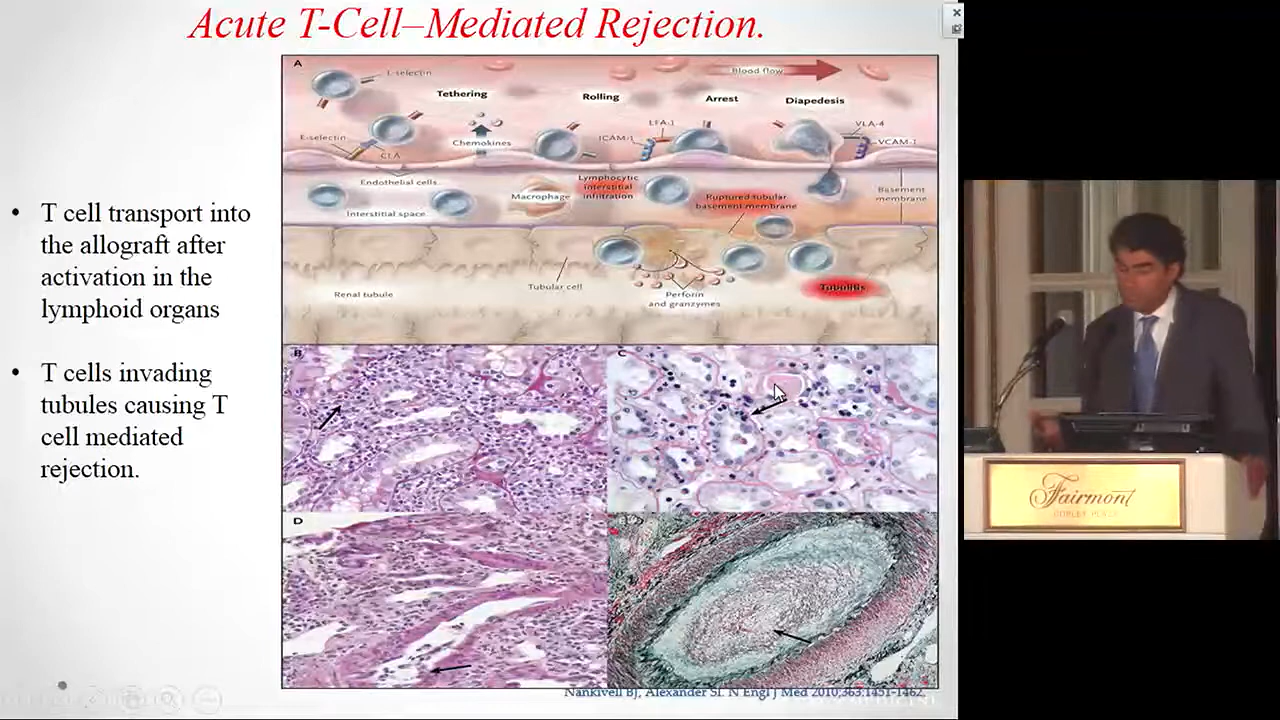 Acute T-Cell–Mediated Rejection.
• T cell transport into
the allograft after
activation in the
lymphoid organs
• T cells invading
tubules causing T
cell mediated
rejection.
A
L-selectin
Blood flow
Tethering
Rolling
Arrest
Diapedesis
E-selectin
CLA
Chemokines
ICAM-1
LFA-1
VLA-4
VCAM-1
Endothelial cells
Interstitial space
Macrophage
Lymphocytic
interstitial
infiltration
Ruptured tubular
basement membrane
Basement
membrane
Renal tubule
Tubular cell
Perforin
and granzymes
Tubulitis
B
C
D
Nankivell BJ, Alexander SI. N Engl J Med 2010;363:1451-1462.
Fairmont
COPLEY PLAZA